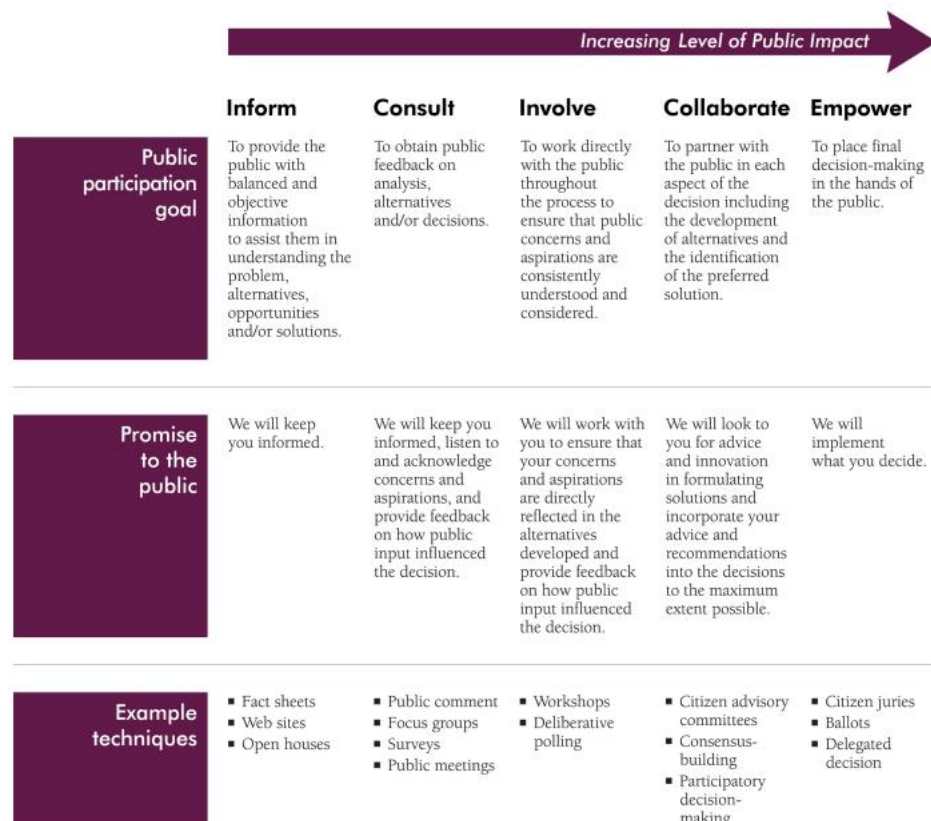 Increasing Level of Public Impact
Inform
Consult
Involve
Collaborate
Empower
Public
participation
goal
To provide the
public with
balanced and
objective
information
to assist them in
understanding the
problem,
alternatives,
opportunities
and/or solutions.
To obtain public
feedback on
analysis,
alternatives
and/or decisions.
To work directly
with the public
throughout
the process to
ensure that public
concerns and
aspirations are
consistently
understood and
considered.
To partner with
the public in each
aspect of the
decision including
the development
of alternatives and
the identification
of the preferred
solution.
To place final
decision-making
in the hands of
the public.
Promise
to the
public
We will keep
you informed.
We will keep you
informed, listen to
and acknowledge
concerns and
aspirations, and
provide feedback
on how public
input influenced
the decision.
We will work with
you to ensure that
your concerns
and aspirations
are directly
reflected in the
alternatives
developed and
provide feedback
on how public
input influenced
the decision.
We will look to
you for advice
and innovation
in formulating
solutions and
incorporate your
advice and
recommendations
into the decisions
to the maximum
extent possible.
We will
implement
what you decide.
Example
techniques
▪ Fact sheets
▪ Web sites
▪ Open houses
▪ Public comment
▪ Focus groups
▪ Surveys
▪ Public meetings
▪ Workshops
▪ Deliberative
polling
▪ Citizen advisory
committees
▪ Consensus-
building
▪ Participatory
decision-
making
▪ Citizen juries
▪ Ballots
▪ Delegated
decision